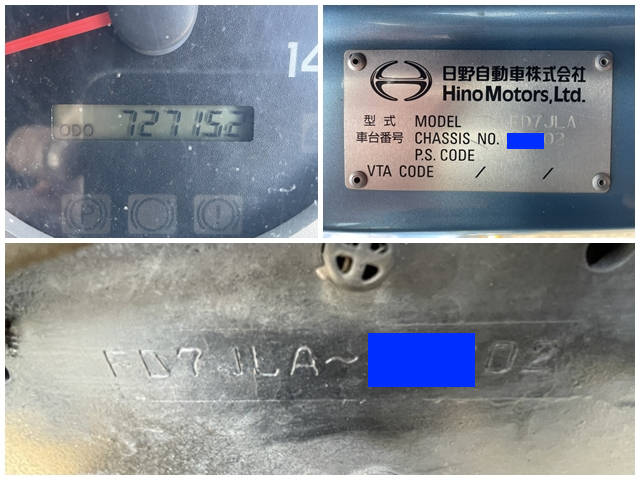 14
ODO 727152
日野自動車株式会社
Hino Motors, Ltd.
型式 MODEL FD7JLA
車台番号 CHASSIS NO. 02
P.S. CODE
VTA CODE / /
FD7JLA~ 02